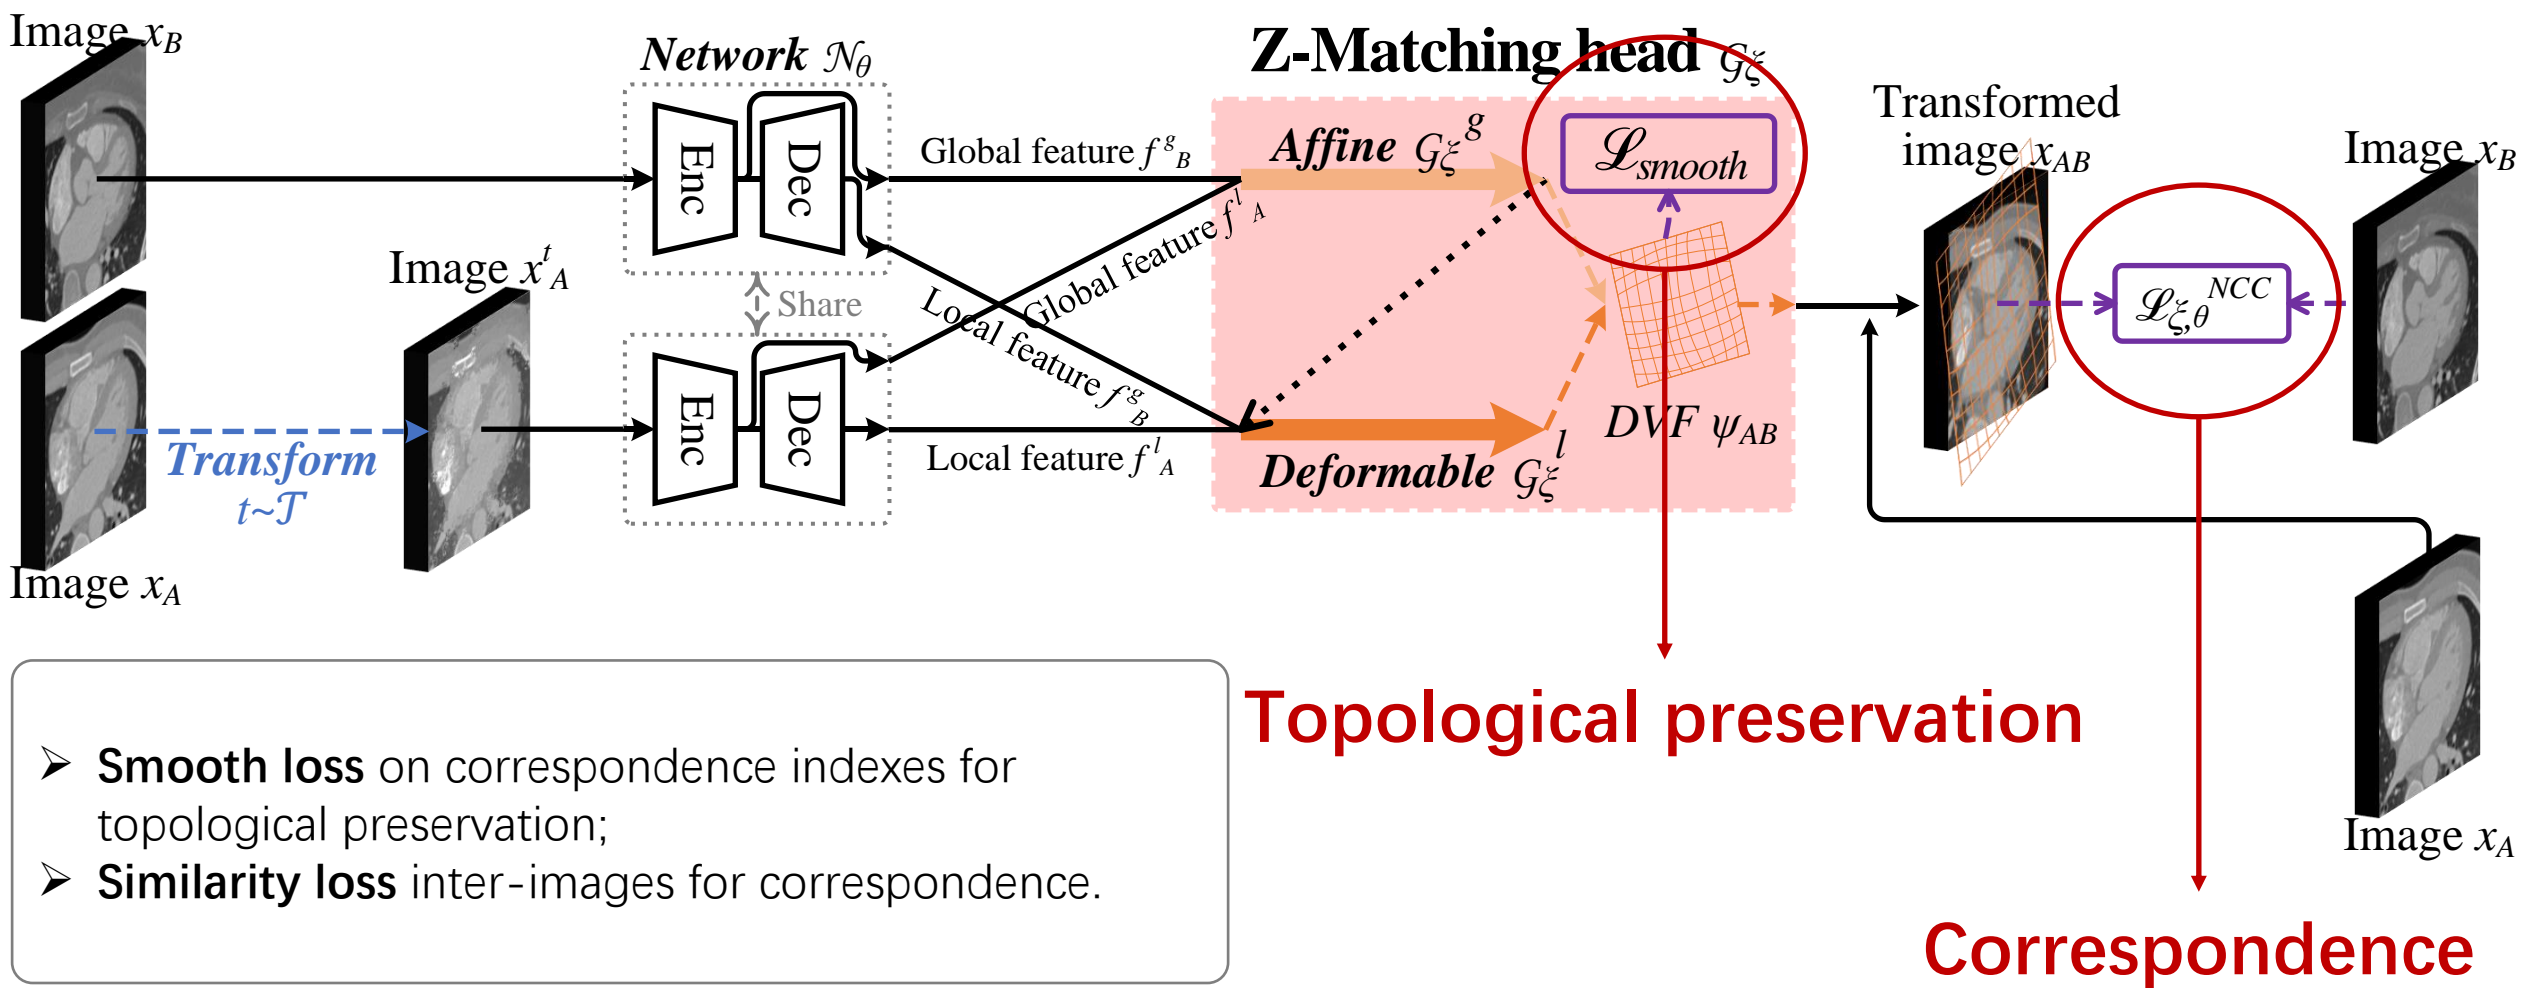 Image x_B
Network 𝒩_θ
Z-Matching head 𝒢_ξ
Enc
Dec
Global feature f^g_B
Affine 𝒢_ξ^g
ℒ_smooth
Transformed
image x_AB
Image x_B
Image x^t_A
Share
Global feature f^l_A
Local feature f^g_B
ℒ_ξ,θ^NCC
Transform
t~𝒯
Enc
Dec
Local feature f^l_A
Deformable 𝒢_ξ^l
DVF ψ_AB
Image x_A
Image x_A
Topological preservation
Correspondence
➢ Smooth loss on correspondence indexes for
topological preservation;
➢ Similarity loss inter-images for correspondence.